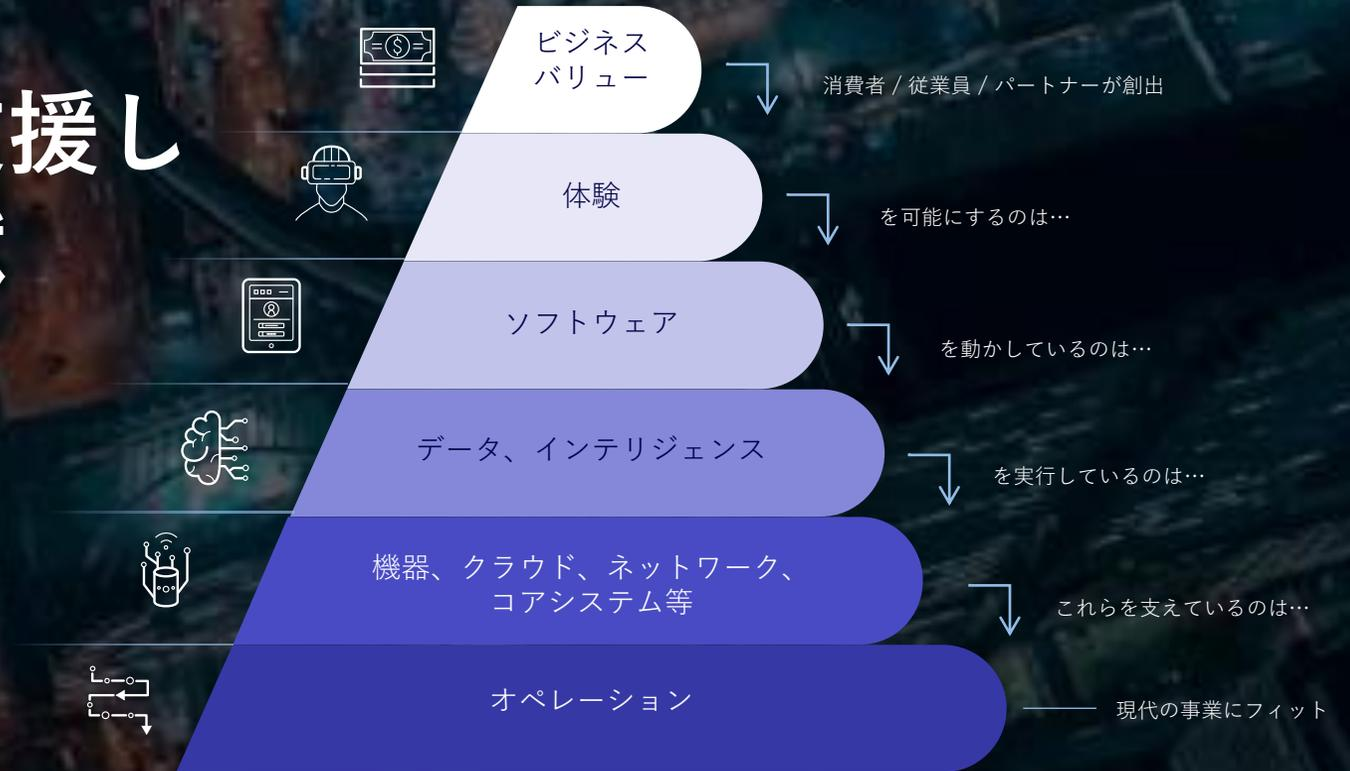 援し
ビジネス
バリュー
消費者 / 従業員 / パートナーが創出
体験
を可能にするのは…
ソフトウェア
を動かしているのは…
データ、インテリジェンス
を実行しているのは…
機器、クラウド、ネットワーク、
コアシステム等
これらを支えているのは…
オペレーション
現代の事業にフィット